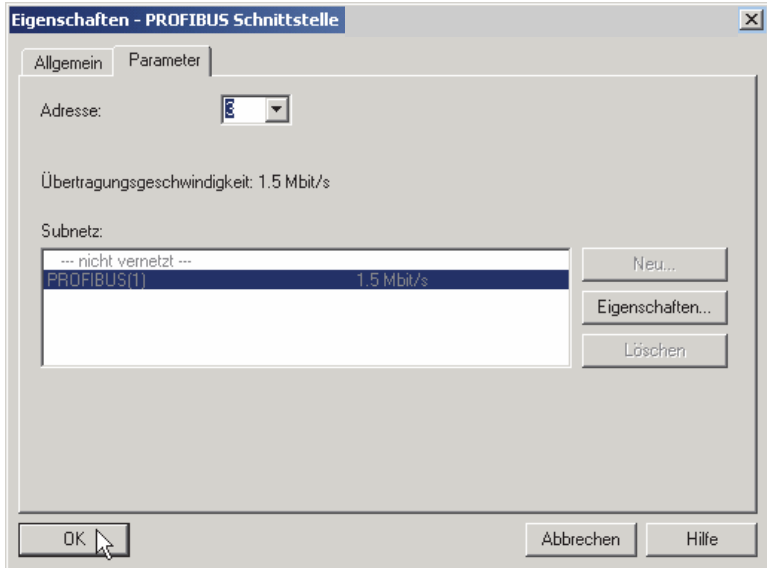 Eigenschaften - PROFIBUS Schnittstelle
Allgemein
Parameter
Adresse: 3
Übertragungsgeschwindigkeit: 1.5 Mbit/s
Subnetz:
--- nicht vernetzt ---
PROFIBUS(1) 1.5 Mbit/s
Neu...
Eigenschaften...
Löschen
OK
Abbrechen
Hilfe